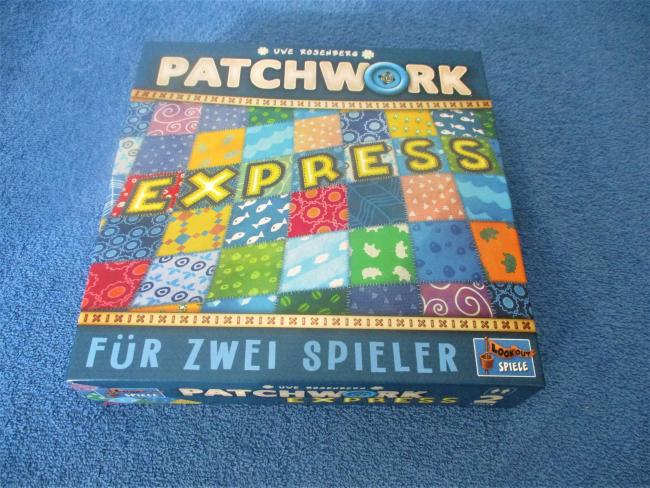 UWE ROSENBERG
PATCHWORK
EXPRESS
FÜR ZWEI SPIELER
LOOKOUT
SPIELE
UWE ROSENBERG
PATCHWORK
EXPRESS